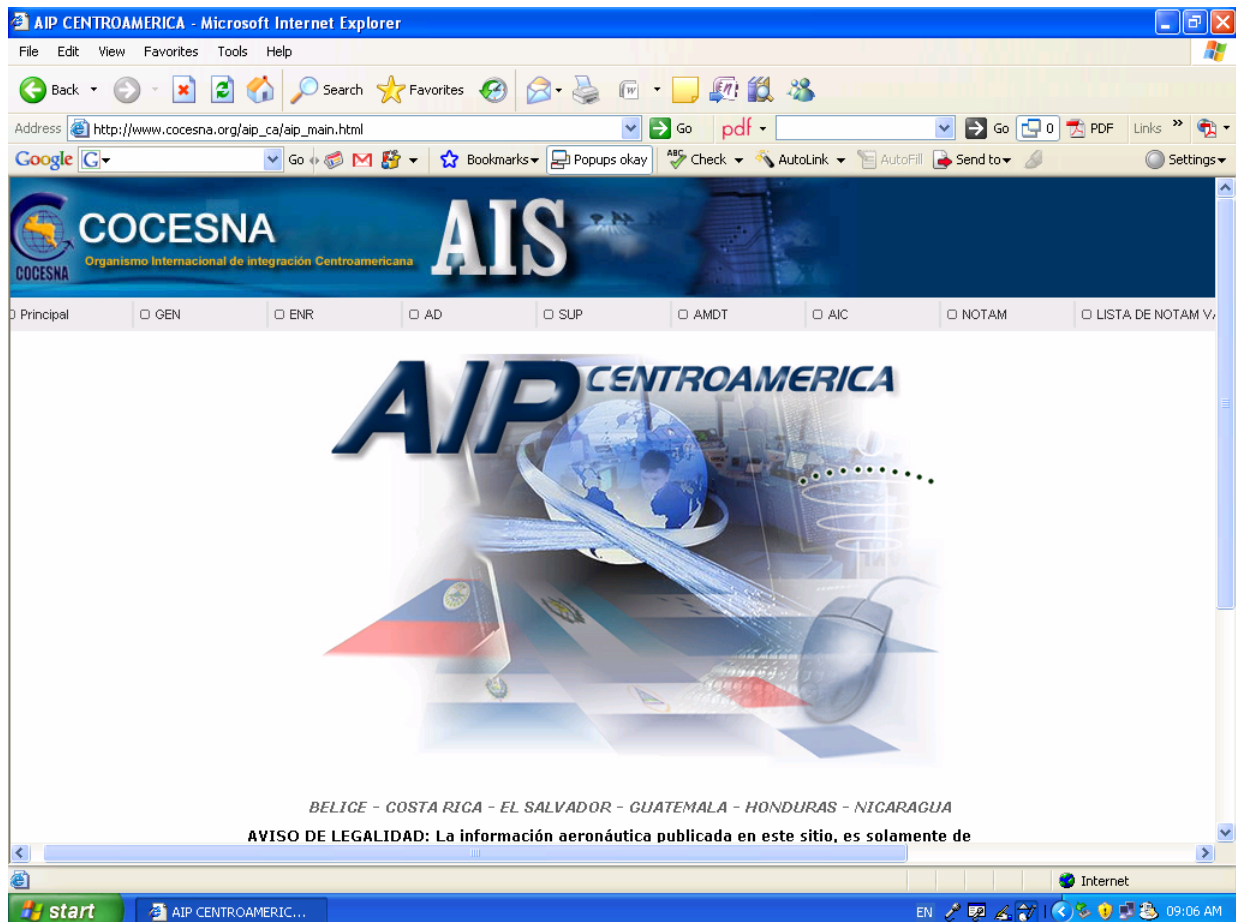 AIP CENTROAMERICA - Microsoft Internet Explorer
File Edit View Favorites Tools Help
Back Search Favorites W
Address http://www.cocesna.org/aip_ca/aip_main.html Go pdf Go 0 PDF Links »
Google G Go Bookmarks Popups okay ABC Check AutoLink AutoFill Send to Settings
COCESNA
COCESNA
Organismo Internacional de integración Centroamericana
AIS
Principal GEN ENR AD SUP AMDT AIC NOTAM LISTA DE NOTAM
AIP CENTROAMERICA
BELICE - COSTA RICA - EL SALVADOR - GUATEMALA - HONDURAS - NICARAGUA
AVISO DE LEGALIDAD: La información aeronáutica publicada en este sitio, es solamente de
Internet
start AIP CENTROAMERIC... EN 09:06 AM